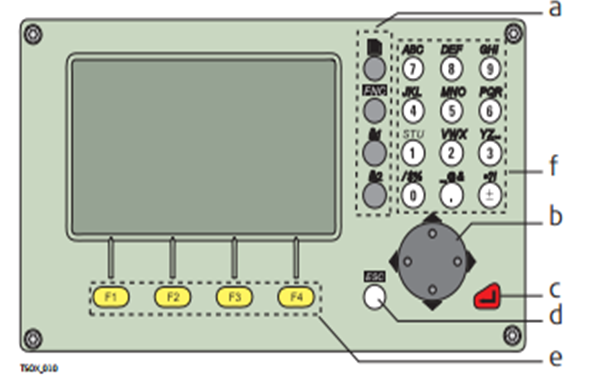 a
ABC DEF GHI
7 8 9
FNC JKL MNO PQR
4 5 6
STU VWX YZ
1 2 3
/$% _@& *?!
0 . ±
f
b
ESC
c
d
F1 F2 F3 F4
e
TSOX_010